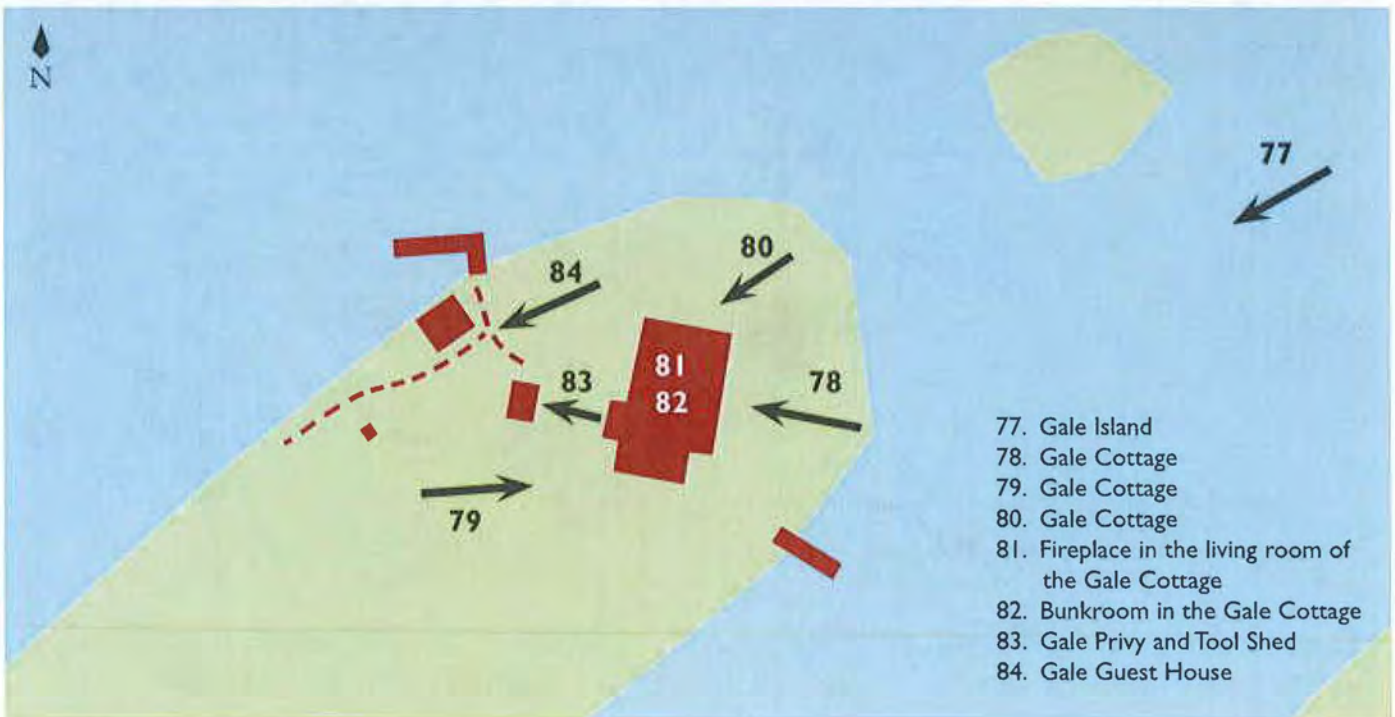 N
77
80
84
81
82
83
78
79
77. Gale Island
78. Gale Cottage
79. Gale Cottage
80. Gale Cottage
81. Fireplace in the living room of
the Gale Cottage
82. Bunkroom in the Gale Cottage
83. Gale Privy and Tool Shed
84. Gale Guest House